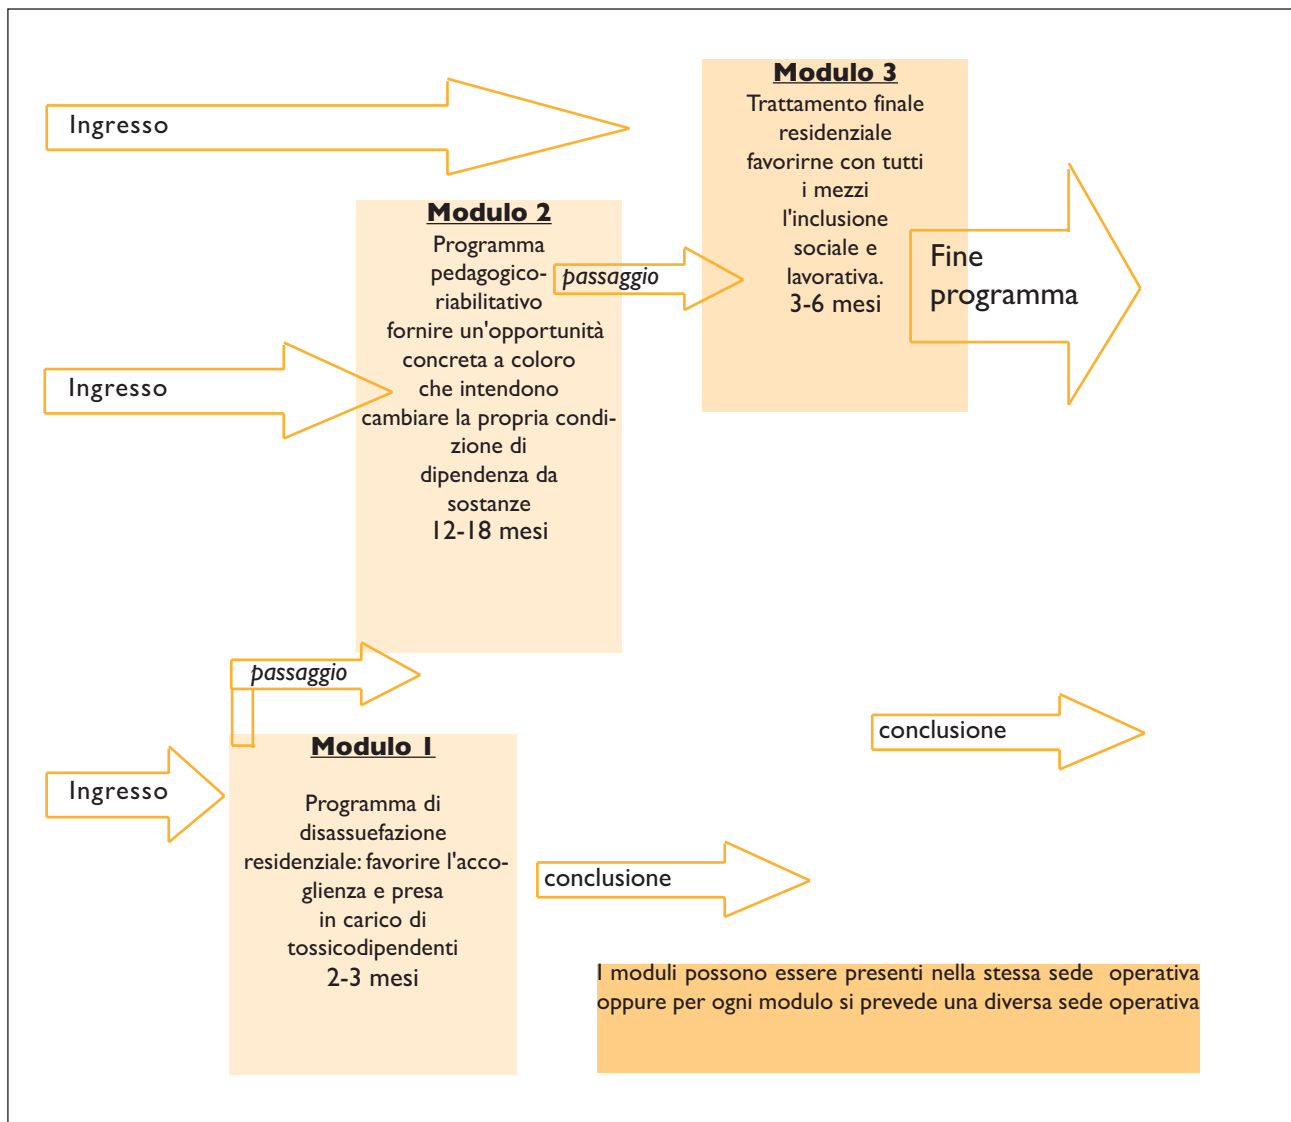 Ingresso
Modulo 3
Trattamento finale
residenziale
favorirne con tutti
i mezzi
l'inclusione
sociale e
lavorativa.
3-6 mesi
Modulo 2
Programma
pedagogico-
riabilitativo
fornire un'opportunità
concreta a coloro
che intendono
cambiare la propria condi-
zione di
dipendenza da
sostanze
12-18 mesi
passaggio
Fine
programma
Ingresso
passaggio
Modulo 1
Programma di
disassuefazione
residenziale: favorire l'acco-
glienza e presa
in carico di
tossicodipendenti
2-3 mesi
Ingresso
conclusione
conclusione
I moduli possono essere presenti nella stessa sede operativa
oppure per ogni modulo si prevede una diversa sede operativa